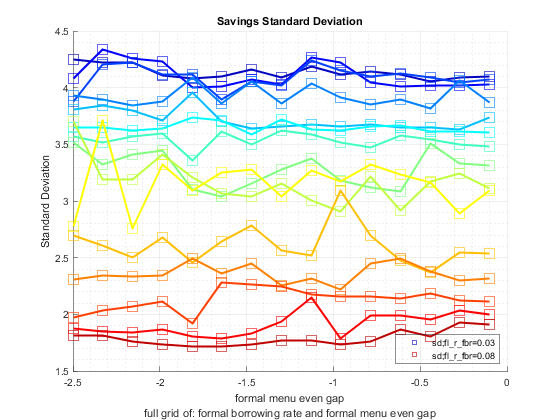 Savings Standard Deviation
4.5
4
3.5
3
2.5
2
1.5
Standard Deviation
-2.5
-2
-1.5
-1
-0.5
0
sd;fl_r_fbr=0.03
sd;fl_r_fbr=0.08
formal menu even gap
full grid of: formal borrowing rate and formal menu even gap